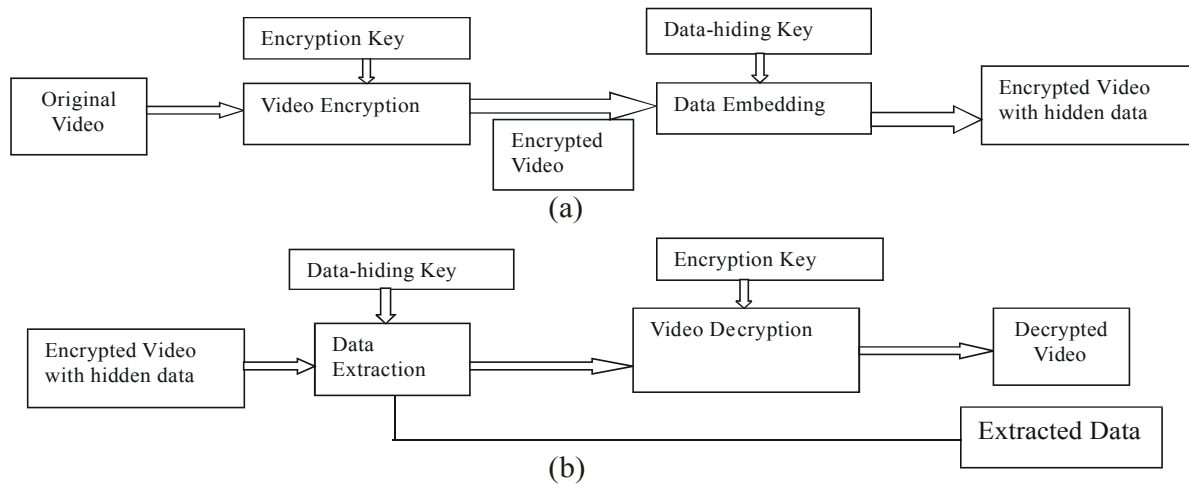 Encryption Key
Data-hiding Key
Original
Video
Video Encryption
Encrypted
Video
Data Embedding
Encrypted Video
with hidden data
(a)
Data-hiding Key
Encryption Key
Encrypted Video
with hidden data
Data
Extraction
Video Decryption
Decrypted
Video
Extracted Data
(b)